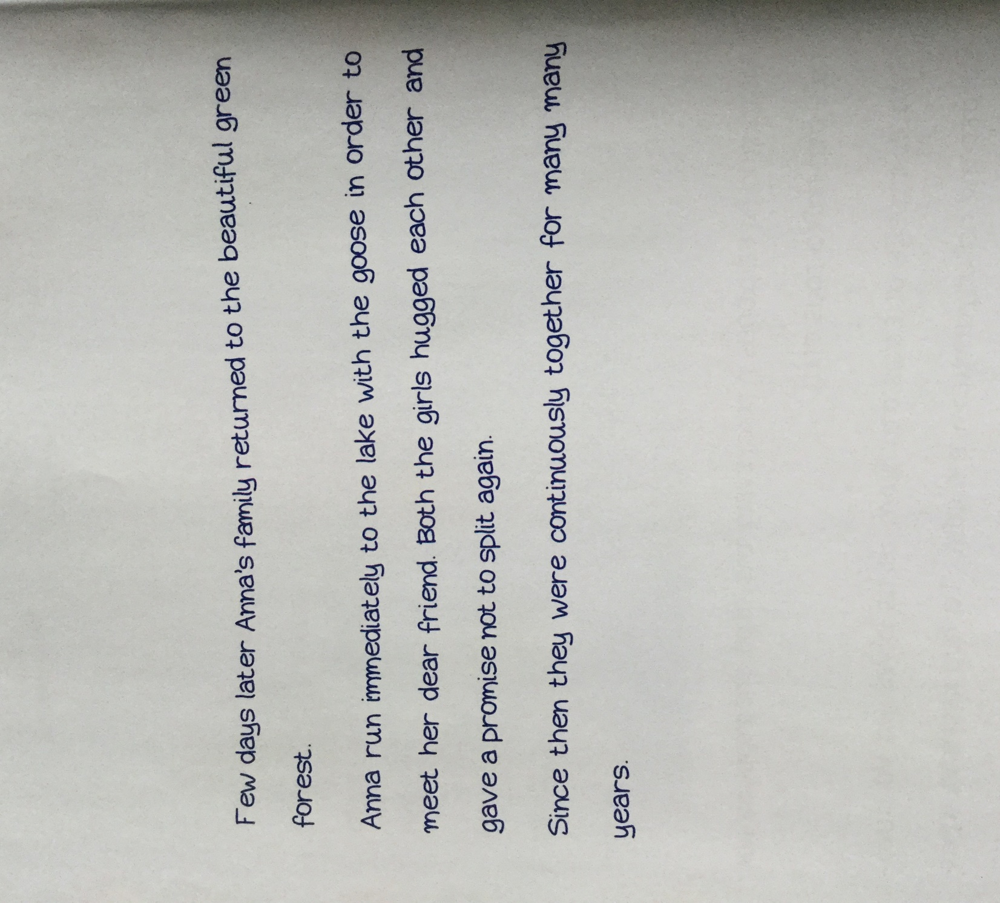 Few days later Anna's family returned to the beautiful green
forest.
Anna run immediately to the lake with the goose in order to
meet her dear friend. Both the girls hugged each other and
gave a promise not to split again.
Since then they were continuously together for many many
years.